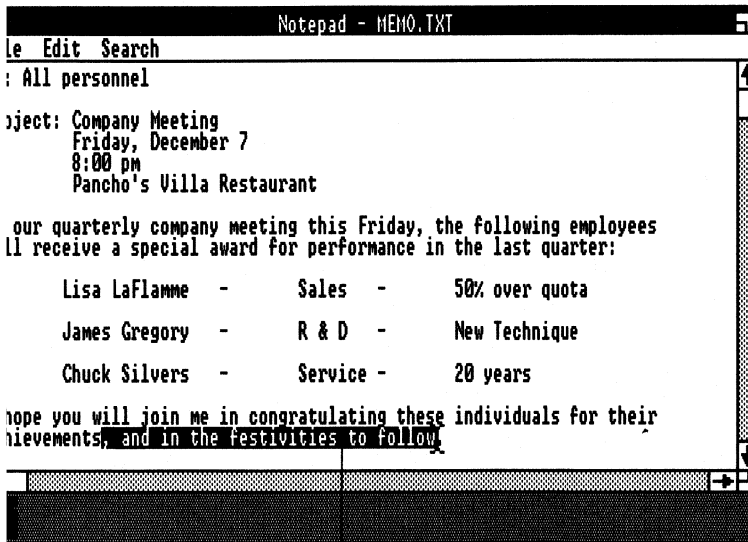 Notepad - MEMO.TXT
le Edit Search
: All personnel
bject: Company Meeting
Friday, December 7
8:00 pm
Pancho's Villa Restaurant
our quarterly company meeting this Friday, the following employees
ll receive a special award for performance in the last quarter:
Lisa LaFlamme - Sales - 50% over quota
James Gregory - R & D - New Technique
Chuck Silvers - Service - 20 years
hope you will join me in congratulating these individuals for their
hievements, and in the festivities to follow